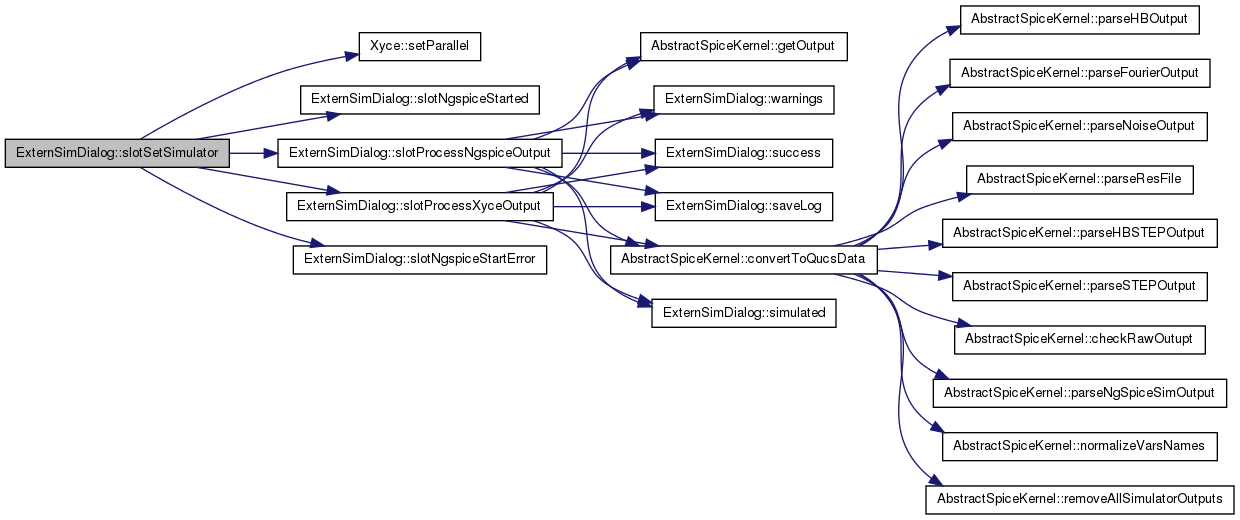 ExternSimDialog::slotSetSimulator
Xyce::setParallel
ExternSimDialog::slotNgspiceStarted
ExternSimDialog::slotProcessNgspiceOutput
ExternSimDialog::slotProcessXyceOutput
ExternSimDialog::slotNgspiceStartError
AbstractSpiceKernel::getOutput
ExternSimDialog::warnings
ExternSimDialog::success
ExternSimDialog::saveLog
AbstractSpiceKernel::convertToQucsData
ExternSimDialog::simulated
AbstractSpiceKernel::parseHBOutput
AbstractSpiceKernel::parseFourierOutput
AbstractSpiceKernel::parseNoiseOutput
AbstractSpiceKernel::parseResFile
AbstractSpiceKernel::parseHBSTEPOutput
AbstractSpiceKernel::parseSTEPOutput
AbstractSpiceKernel::checkRawOutupt
AbstractSpiceKernel::parseNgSpiceSimOutput
AbstractSpiceKernel::normalizeVarsNames
AbstractSpiceKernel::removeAllSimulatorOutputs